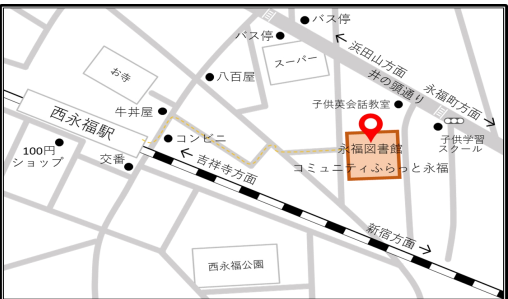 バス停
バス停
浜田山方面
井の頭通り
永福町方面
スーパー
お寺
八百屋
子供英会話教室
西永福駅
牛丼屋
コンビニ
子供学習
スクール
永福図書館
コミュニティふらっと永福
100円
ショップ
交番
吉祥寺方面
新宿方面
西永福公園